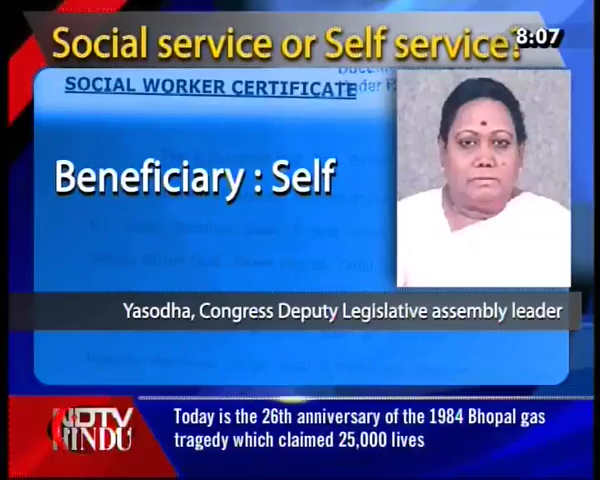 Social service or Self service?
8:07
SOCIAL WORKER CERTIFICATE
Beneficiary : Self
Yasodha, Congress Deputy Legislative assembly leader
NDTV
HINDU
Today is the 26th anniversary of the 1984 Bhopal gas
tragedy which claimed 25,000 lives